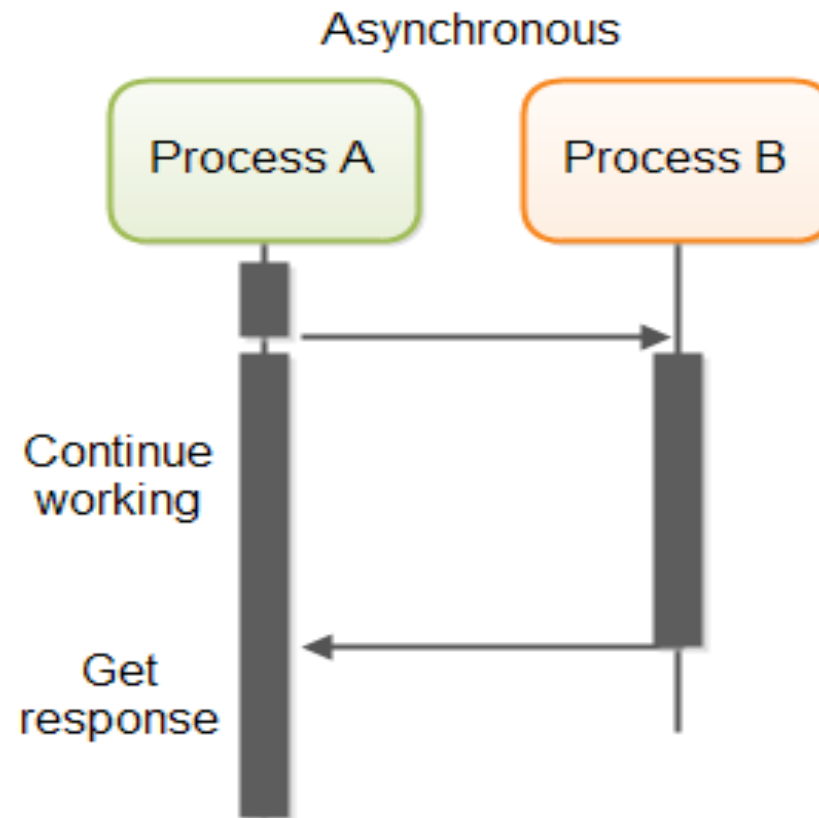 Asynchronous
Process A
Process B
Continue
working
Get
response